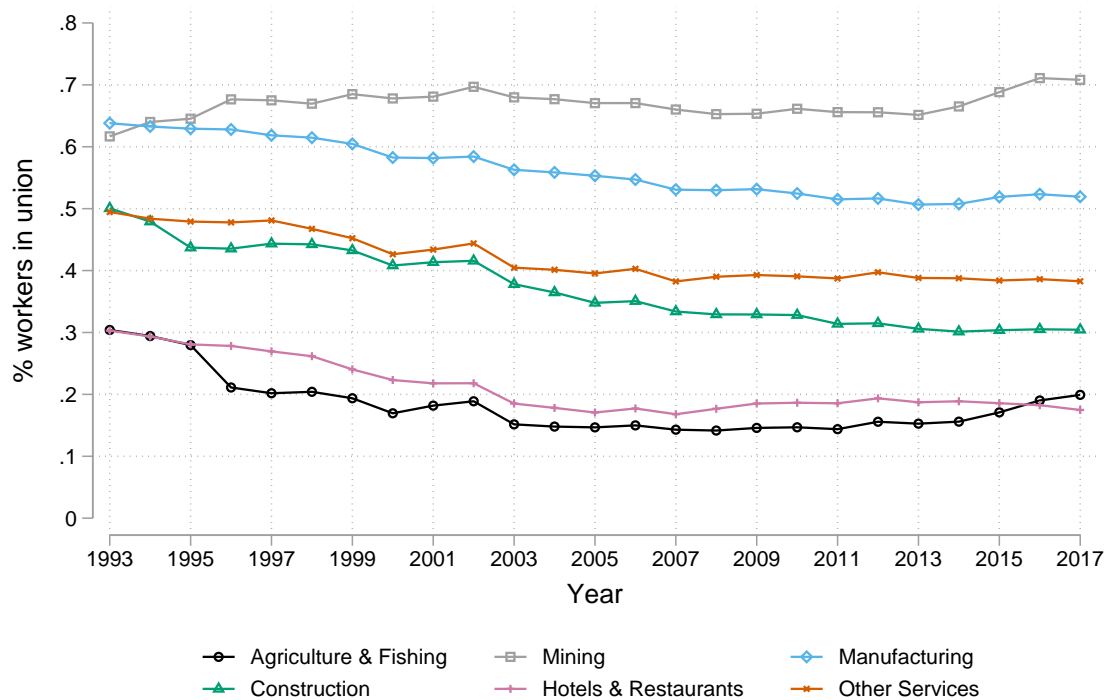 % workers in union
.8
.7
.6
.5
.4
.3
.2
.1
0
1993 1995 1997 1999 2001 2003 2005 2007 2009 2011 2013 2015 2017
Year
Agriculture & Fishing Mining Manufacturing
Construction Hotels & Restaurants Other Services